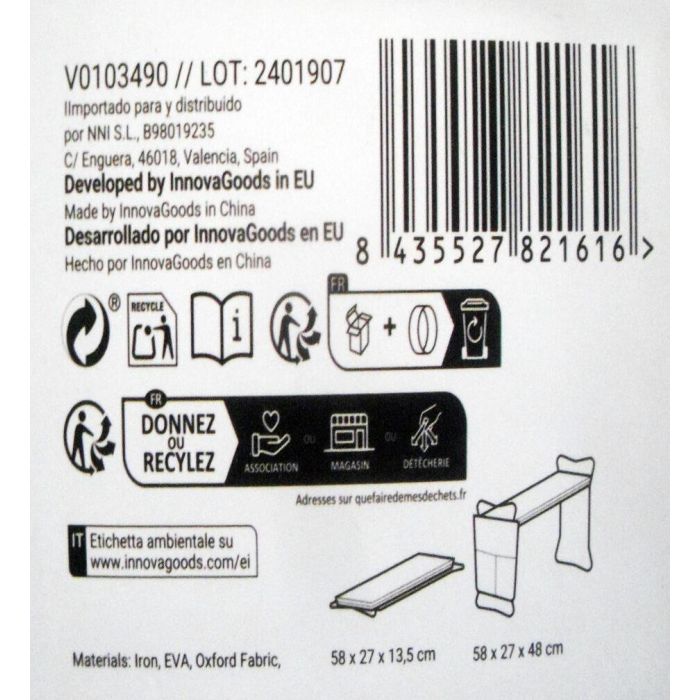 V0103490 // LOT: 2401907
IImportado para y distribuido
por NNI S.L., B98019235
C/ Enguera, 46018, Valencia, Spain
Developed by InnovaGoods in EU
Made by InnovaGoods in China
Desarrollado por InnovaGoods en EU
Hecho por InnovaGoods en China
8 435527 821616 >
®
RECYCLE
i
FR
+
FR
DONNEZ
OU
RECYLEZ
ASSOCIATION
OU
MAGASIN
OU
DÉTÈCHERIE
Adresses sur quefairedemesdechets.fr
IT Etichetta ambientale su
www.innovagoods.com/ei
Materials: Iron, EVA, Oxford Fabric,
58 x 27 x 13,5 cm
58 x 27 x 48 cm